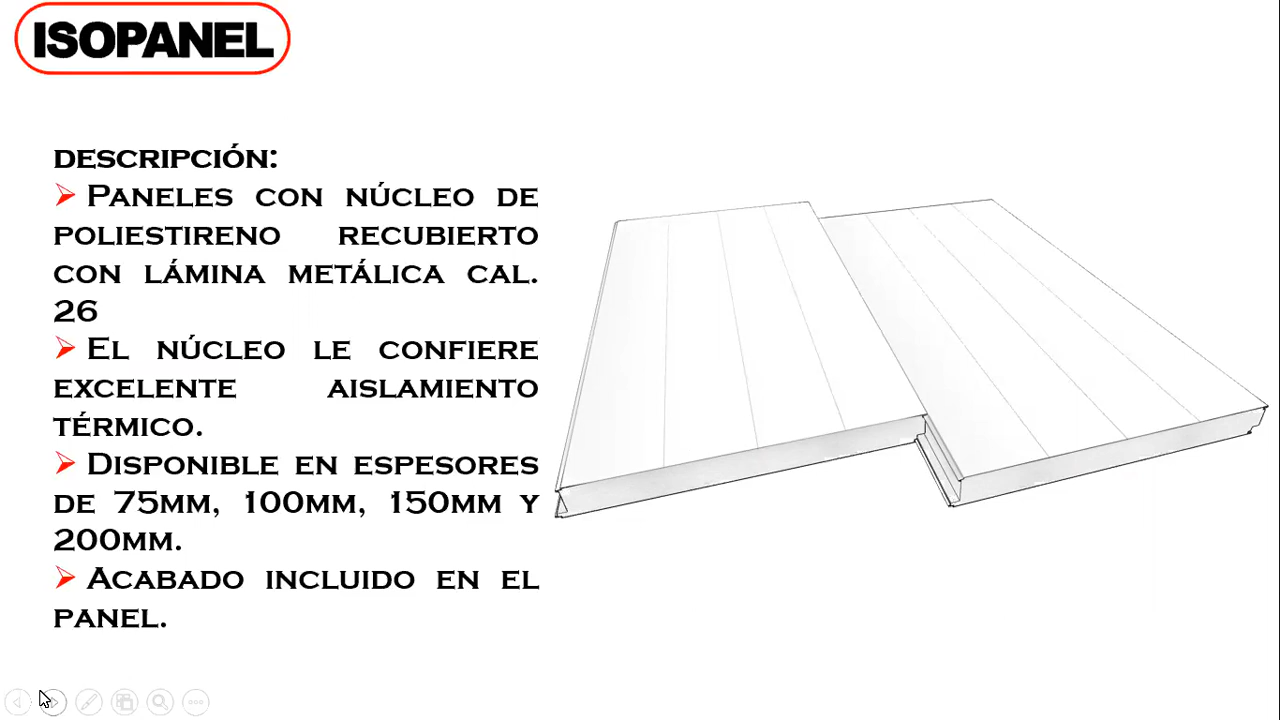 ISOPANEL
DESCRIPCIÓN:
PANELES CON NÚCLEO DE
POLIESTIRENO RECUBIERTO
CON LÁMINA METÁLICA CAL.
26
EL NÚCLEO LE CONFIERE
EXCELENTE AISLAMIENTO
TÉRMICO.
DISPONIBLE EN ESPESORES
DE 75MM, 100MM, 150MM Y
200MM.
ACABADO INCLUIDO EN EL
PANEL.